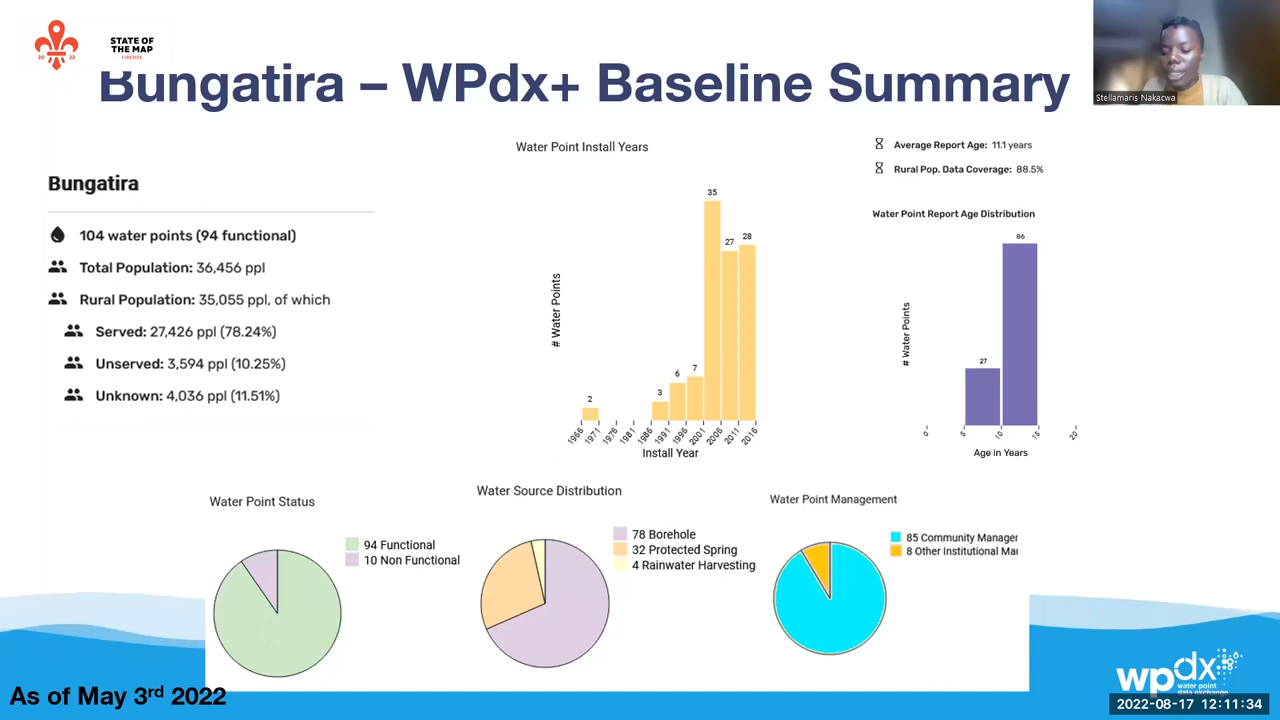 2022
STATE OF
THE MAP
FIRENZE
Bungatira – WPdx+ Baseline Summary
Stellamaris Nakacwa
Bungatira
104 water points (94 functional)
Total Population: 36,456 ppl
Rural Population: 35,055 ppl, of which
Served: 27,426 ppl (78.24%)
Unserved: 3,594 ppl (10.25%)
Unknown: 4,036 ppl (11.51%)
Water Point Install Years
# Water Points
2
3
6
7
35
27
28
1966
1971
1976
1981
1986
1991
1996
2001
2006
2011
2016
Install Year
Average Report Age: 11.1 years
Rural Pop. Data Coverage: 88.5%
Water Point Report Age Distribution
# Water Points
27
86
0
5
10
15
20
Age in Years
Water Point Status
94 Functional
10 Non Functional
Water Source Distribution
78 Borehole
32 Protected Spring
4 Rainwater Harvesting
Water Point Management
85 Community Manager
8 Other Institutional Mar
As of May 3rd 2022
wpdx
water point
data exchange
2022-08-17 12:11:34